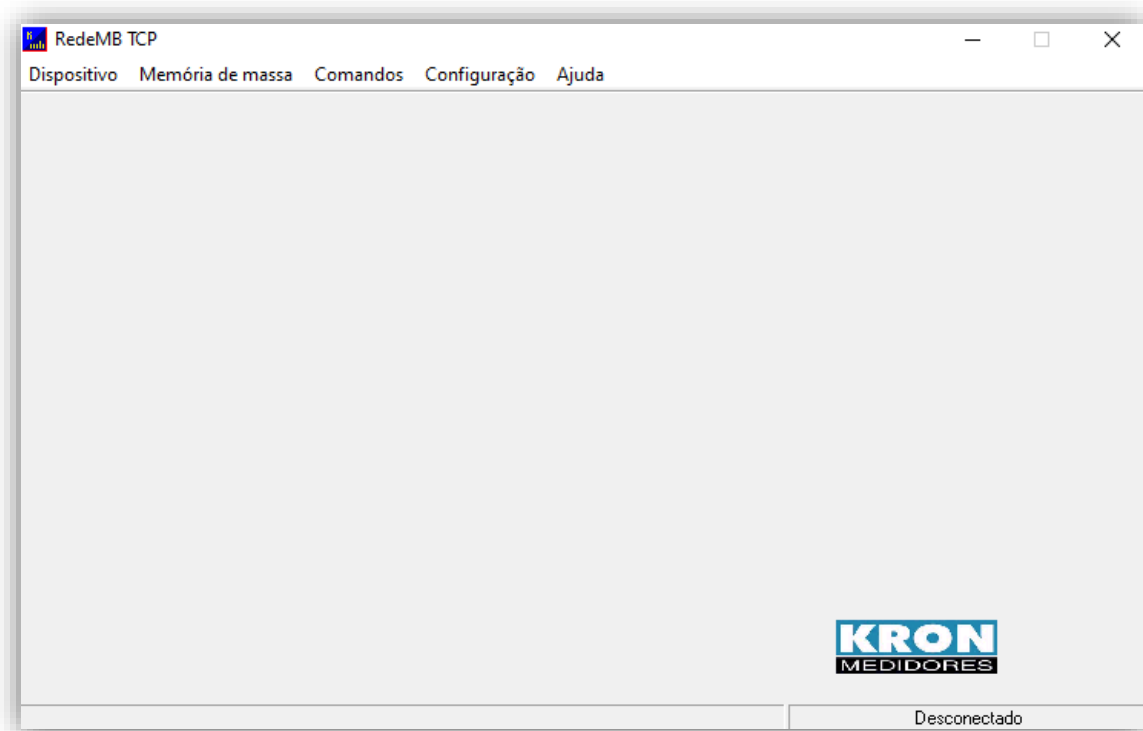 RedeMB TCP
Dispositivo Memória de massa Comandos Configuração Ajuda
KRON
MEDIDORES
Desconectado